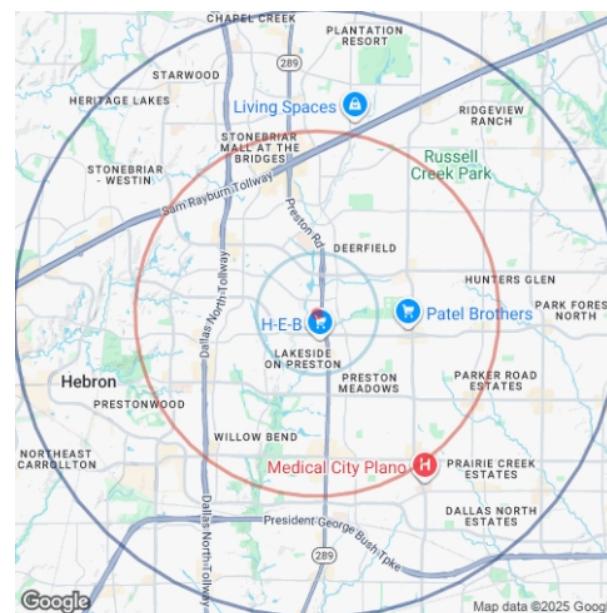 CHAPEL CREEK
PLANTATION
RESORT
289
STARWOOD
HERITAGE LAKES
Living Spaces
RIDGEVIEW
RANCH
STONEBRIAR
MALL AT THE
BRIDGES
STONEBRIAR
- WESTIN
Russell
Creek Park
Sam Rayburn Tollway
Preston Rd
DEERFIELD
HUNTERS GLEN
Dallas North Tollway
H-E-B
Patel Brothers
PARK FORES
NORTH
LAKESIDE
ON PRESTON
Hebron
PRESTON
MEADOWS
PARKER ROAD
ESTATES
PRESTONWOOD
WILLOW BEND
NORTHEAST
CARROLLTON
Medical City Plano
H
PRAIRIE CREEK
ESTATES
Dallas North Tollway
DALLAS NORTH
ESTATES
President George Bush Tpke
289
Google
Map data ©2025 Goog